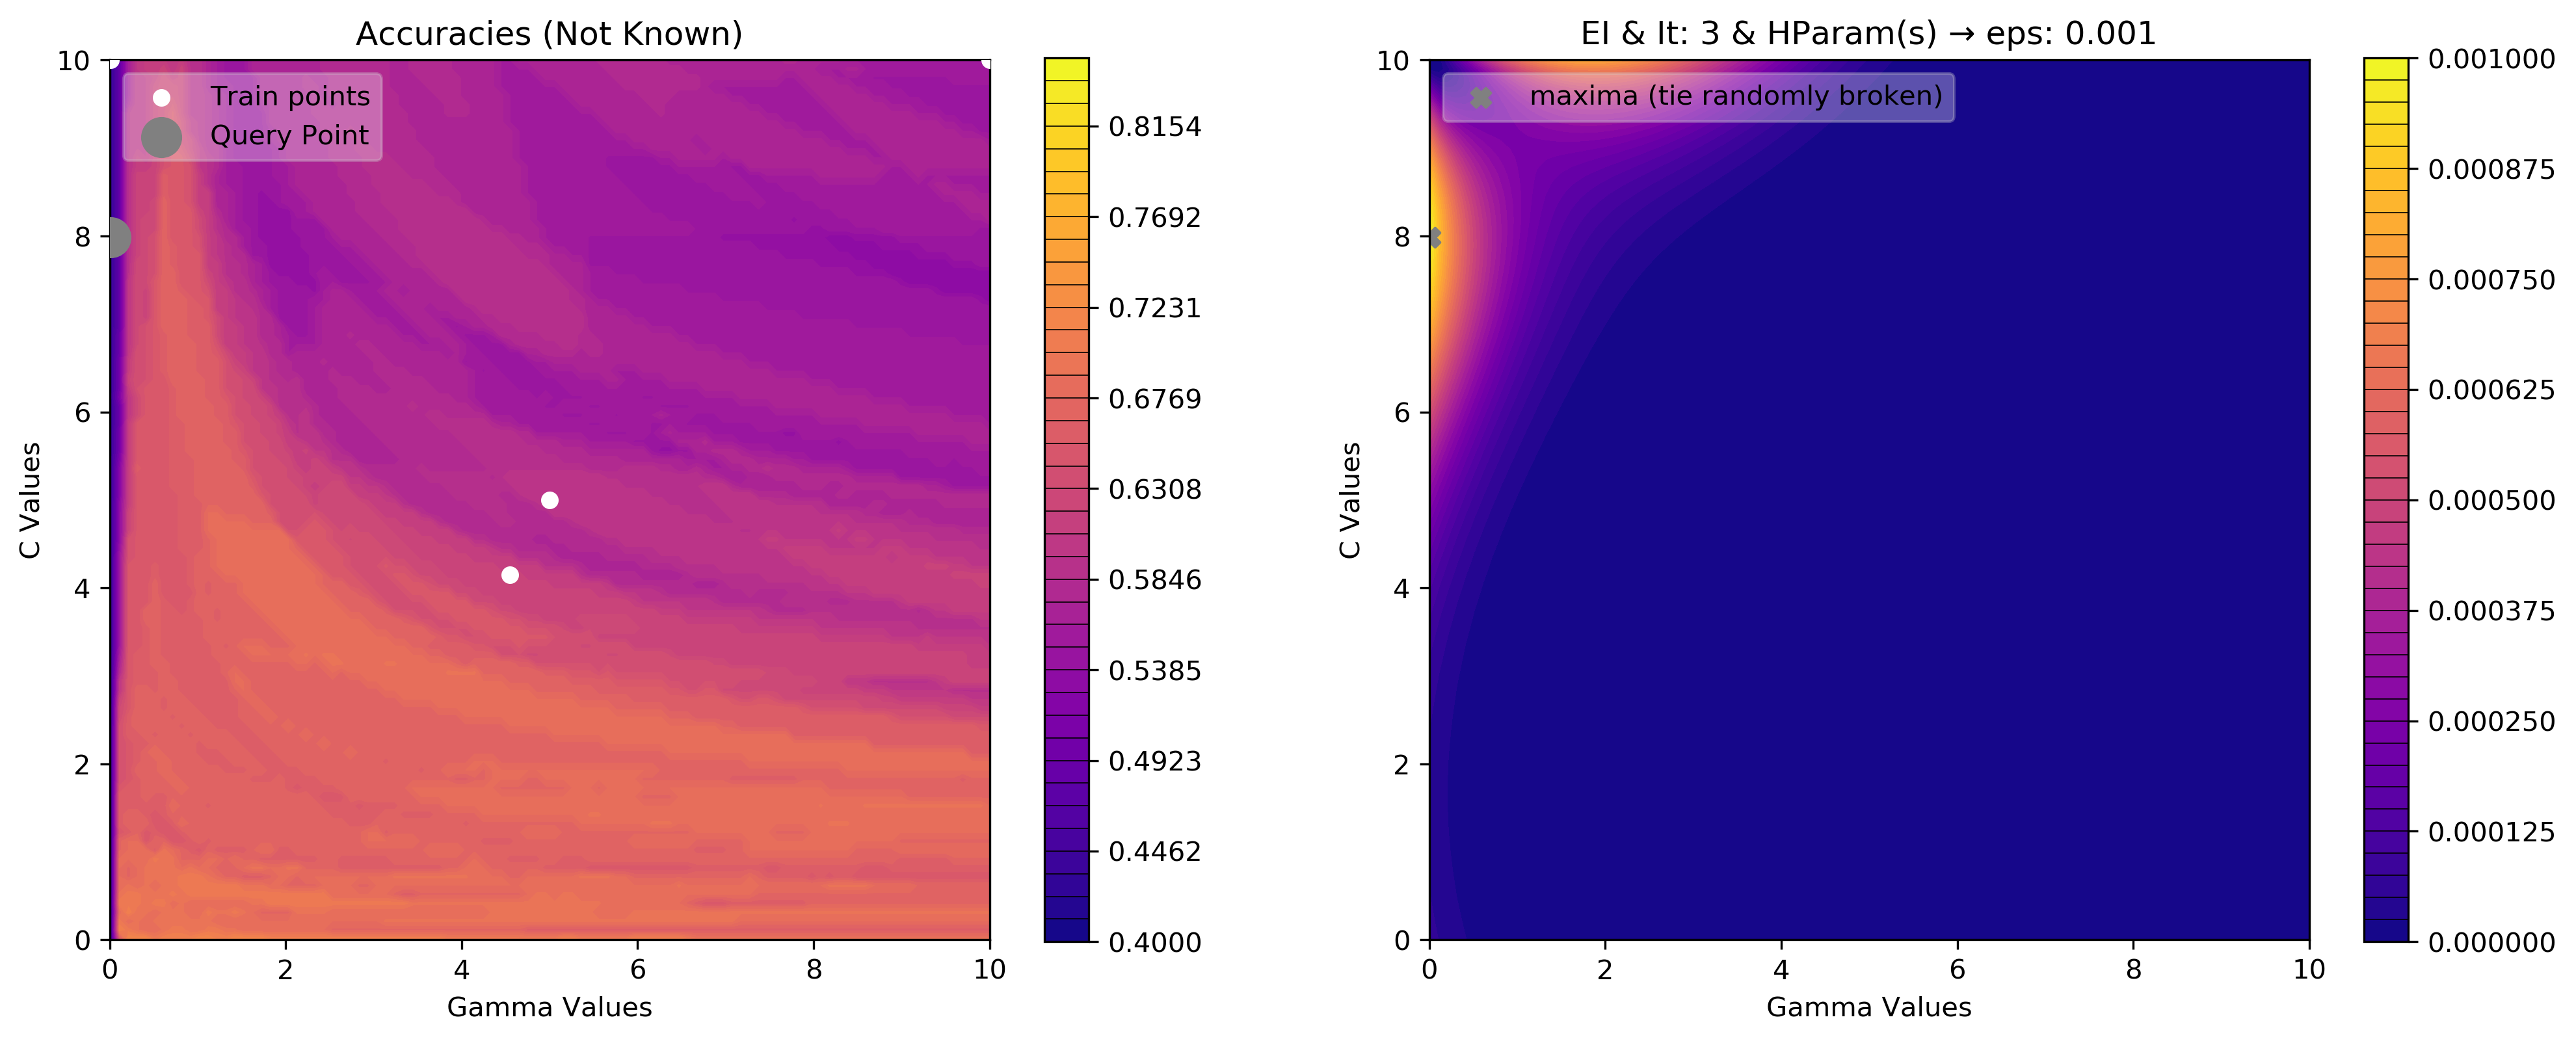 Accuracies (Not Known)
10
8
6
4
2
0
C Values
Train points
Query Point
0 2 4 6 8 10
Gamma Values
0.8154
0.7692
0.7231
0.6769
0.6308
0.5846
0.5385
0.4923
0.4462
0.4000
EI & It: 3 & HParam(s) → eps: 0.001
10
8
6
4
2
0
C Values
maxima (tie randomly broken)
0 2 4 6 8 10
Gamma Values
0.001000
0.000875
0.000750
0.000625
0.000500
0.000375
0.000250
0.000125
0.000000